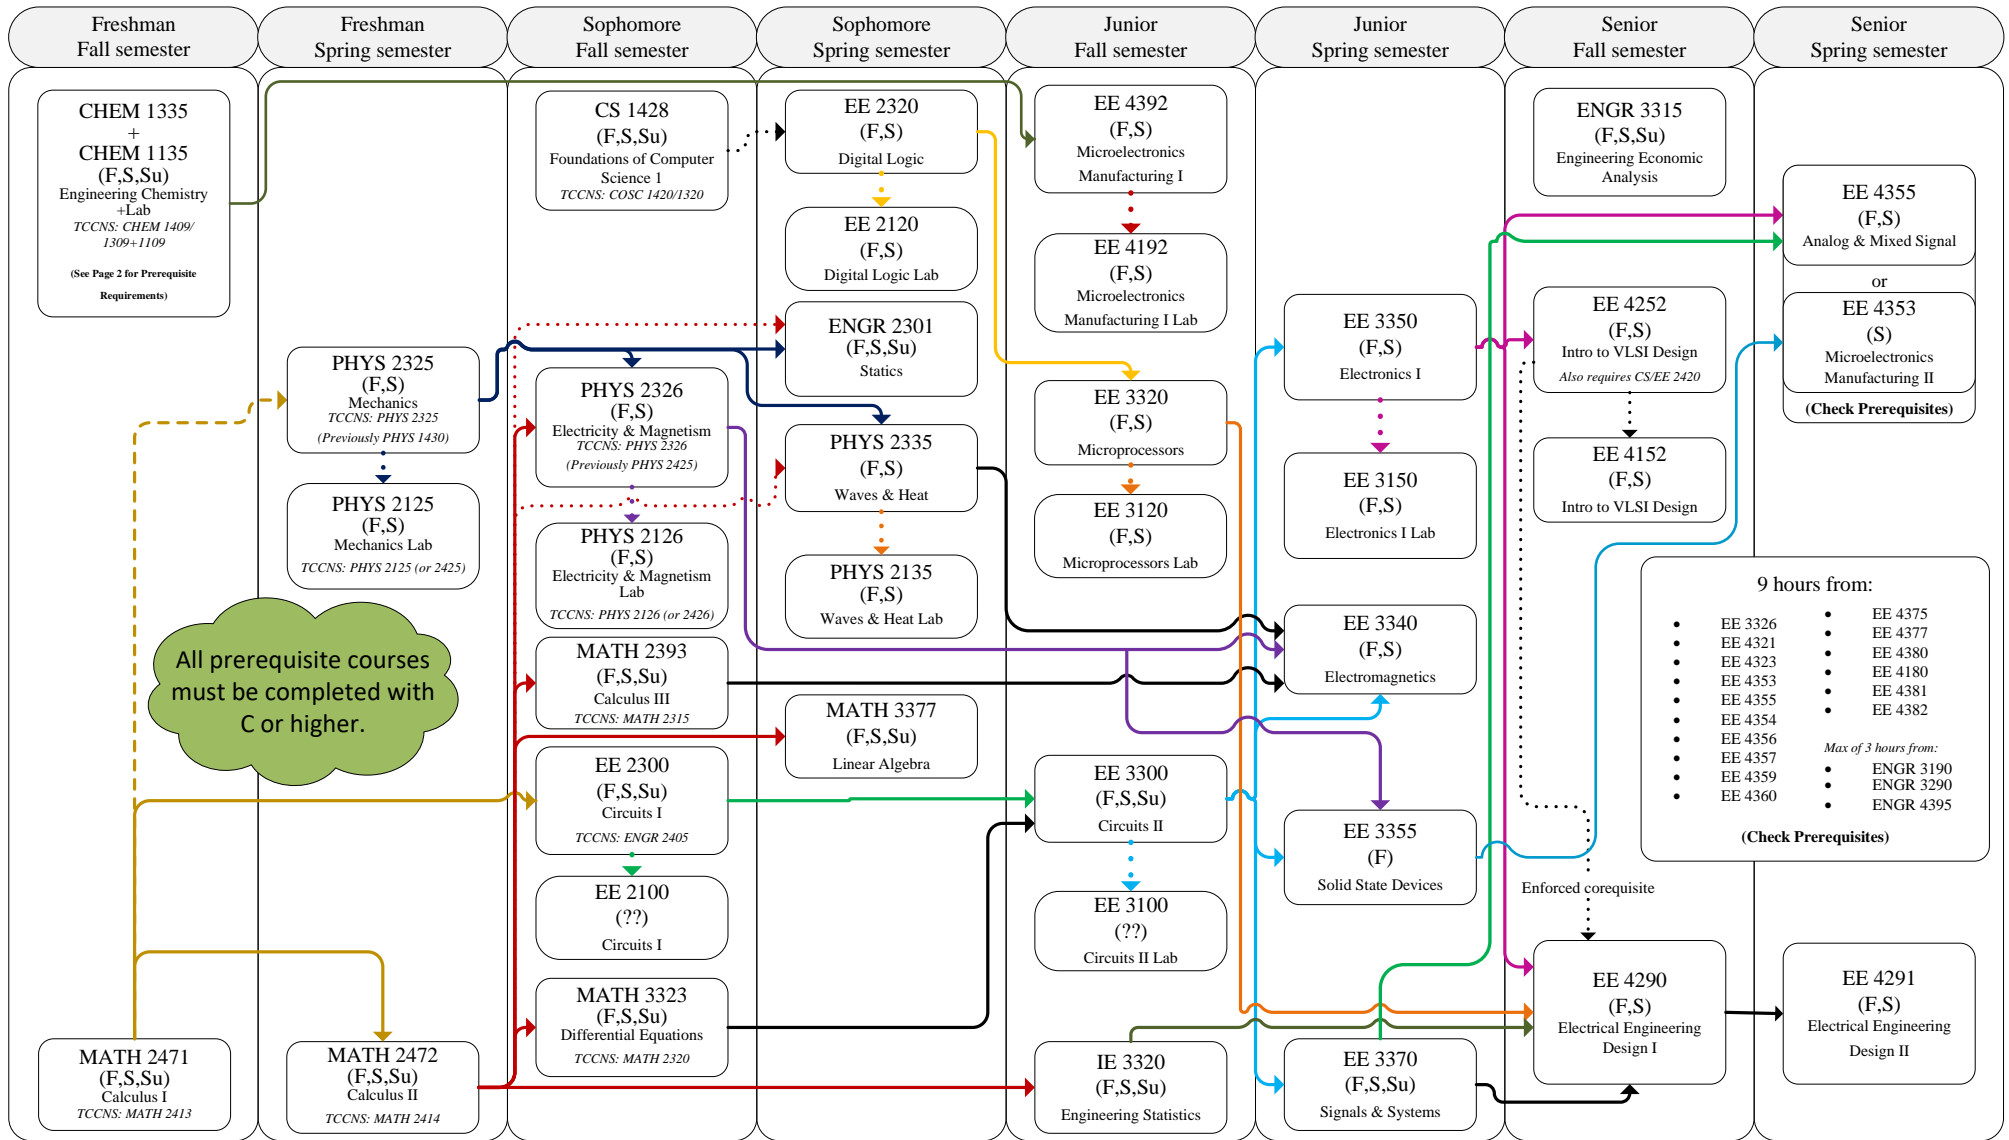 Freshman
Fall semester
Freshman
Spring semester
Sophomore
Fall semester
Sophomore
Spring semester
Junior
Fall semester
Junior
Spring semester
Senior
Fall semester
Senior
Spring semester
CHEM 1335
+
CHEM 1135
(F,S,Su)
Engineering Chemistry
+Lab
TCCNS: CHEM 1409/
1309+1109
(See Page 2 for Prerequisite
Requirements)
MATH 2471
(F,S,Su)
Calculus I
TCCNS: MATH 2413
PHYS 2325
(F,S)
Mechanics
TCCNS: PHYS 2325
(Previously PHYS 1430)
PHYS 2125
(F,S)
Mechanics Lab
TCCNS: PHYS 2125 (or 2425)
All prerequisite courses
must be completed with
C or higher.
MATH 2472
(F,S,Su)
Calculus II
TCCNS: MATH 2414
CS 1428
(F,S,Su)
Foundations of Computer
Science 1
TCCNS: COSC 1420/1320
PHYS 2326
(F,S)
Electricity & Magnetism
TCCNS: PHYS 2326
(Previously PHYS 2425)
PHYS 2126
(F,S)
Electricity & Magnetism
Lab
TCCNS: PHYS 2126 (or 2426)
MATH 2393
(F,S,Su)
Calculus III
TCCNS: MATH 2315
EE 2300
(F,S,Su)
Circuits I
TCCNS: ENGR 2405
EE 2100
(??)
Circuits I
MATH 3323
(F,S,Su)
Differential Equations
TCCNS: MATH 2320
EE 2320
(F,S)
Digital Logic
EE 2120
(F,S)
Digital Logic Lab
ENGR 2301
(F,S,Su)
Statics
PHYS 2335
(F,S)
Waves & Heat
PHYS 2135
(F,S)
Waves & Heat Lab
MATH 3377
(F,S,Su)
Linear Algebra
EE 4392
(F,S)
Microelectronics
Manufacturing I
EE 4192
(F,S)
Microelectronics
Manufacturing I Lab
EE 3320
(F,S)
Microprocessors
EE 3120
(F,S)
Microprocessors Lab
EE 3300
(F,S,Su)
Circuits II
EE 3100
(??)
Circuits II Lab
IE 3320
(F,S,Su)
Engineering Statistics
EE 3350
(F,S)
Electronics I
EE 3150
(F,S)
Electronics I Lab
EE 3340
(F,S)
Electromagnetics
EE 3355
(F)
Solid State Devices
EE 3370
(F,S,Su)
Signals & Systems
ENGR 3315
(F,S,Su)
Engineering Economic
Analysis
EE 4252
(F,S)
Intro to VLSI Design
Also requires CS/EE 2420
EE 4152
(F,S)
Intro to VLSI Design
Enforced corequisite
EE 4290
(F,S)
Electrical Engineering
Design I
EE 4355
(F,S)
Analog & Mixed Signal
or
EE 4353
(S)
Microelectronics
Manufacturing II
(Check Prerequisites)
9 hours from:
• EE 3326
• EE 4321
• EE 4323
• EE 4353
• EE 4355
• EE 4354
• EE 4356
• EE 4357
• EE 4359
• EE 4360
• EE 4375
• EE 4377
• EE 4380
• EE 4180
• EE 4381
• EE 4382
Max of 3 hours from:
• ENGR 3190
• ENGR 3290
• ENGR 4395
(Check Prerequisites)
EE 4291
(F,S)
Electrical Engineering
Design II